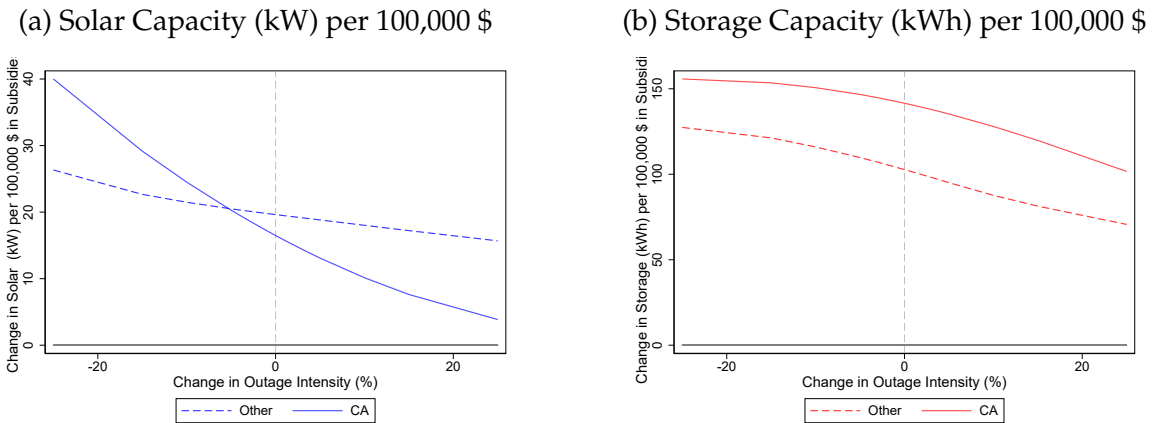 (a) Solar Capacity (kW) per 100,000 $
Change in Solar (kW) per 100,000 $ in Subsidie
40
30
20
10
0
-20 0 20
Change in Outage Intensity (%)
Other CA
(b) Storage Capacity (kWh) per 100,000 $
Change in Storage (kWh) per 100,000 $ in Subsidi
150
100
50
0
-20 0 20
Change in Outage Intensity (%)
Other CA